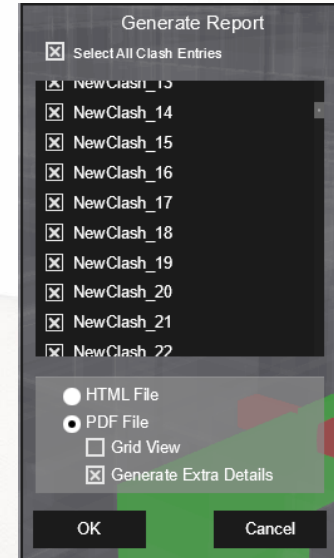 Generate Report
Select All Clash Entries
NewClash_13
NewClash_14
NewClash_15
NewClash_16
NewClash_17
NewClash_18
NewClash_19
NewClash_20
NewClash_21
NewClash_22
HTML File
PDF File
Grid View
Generate Extra Details
OK Cancel